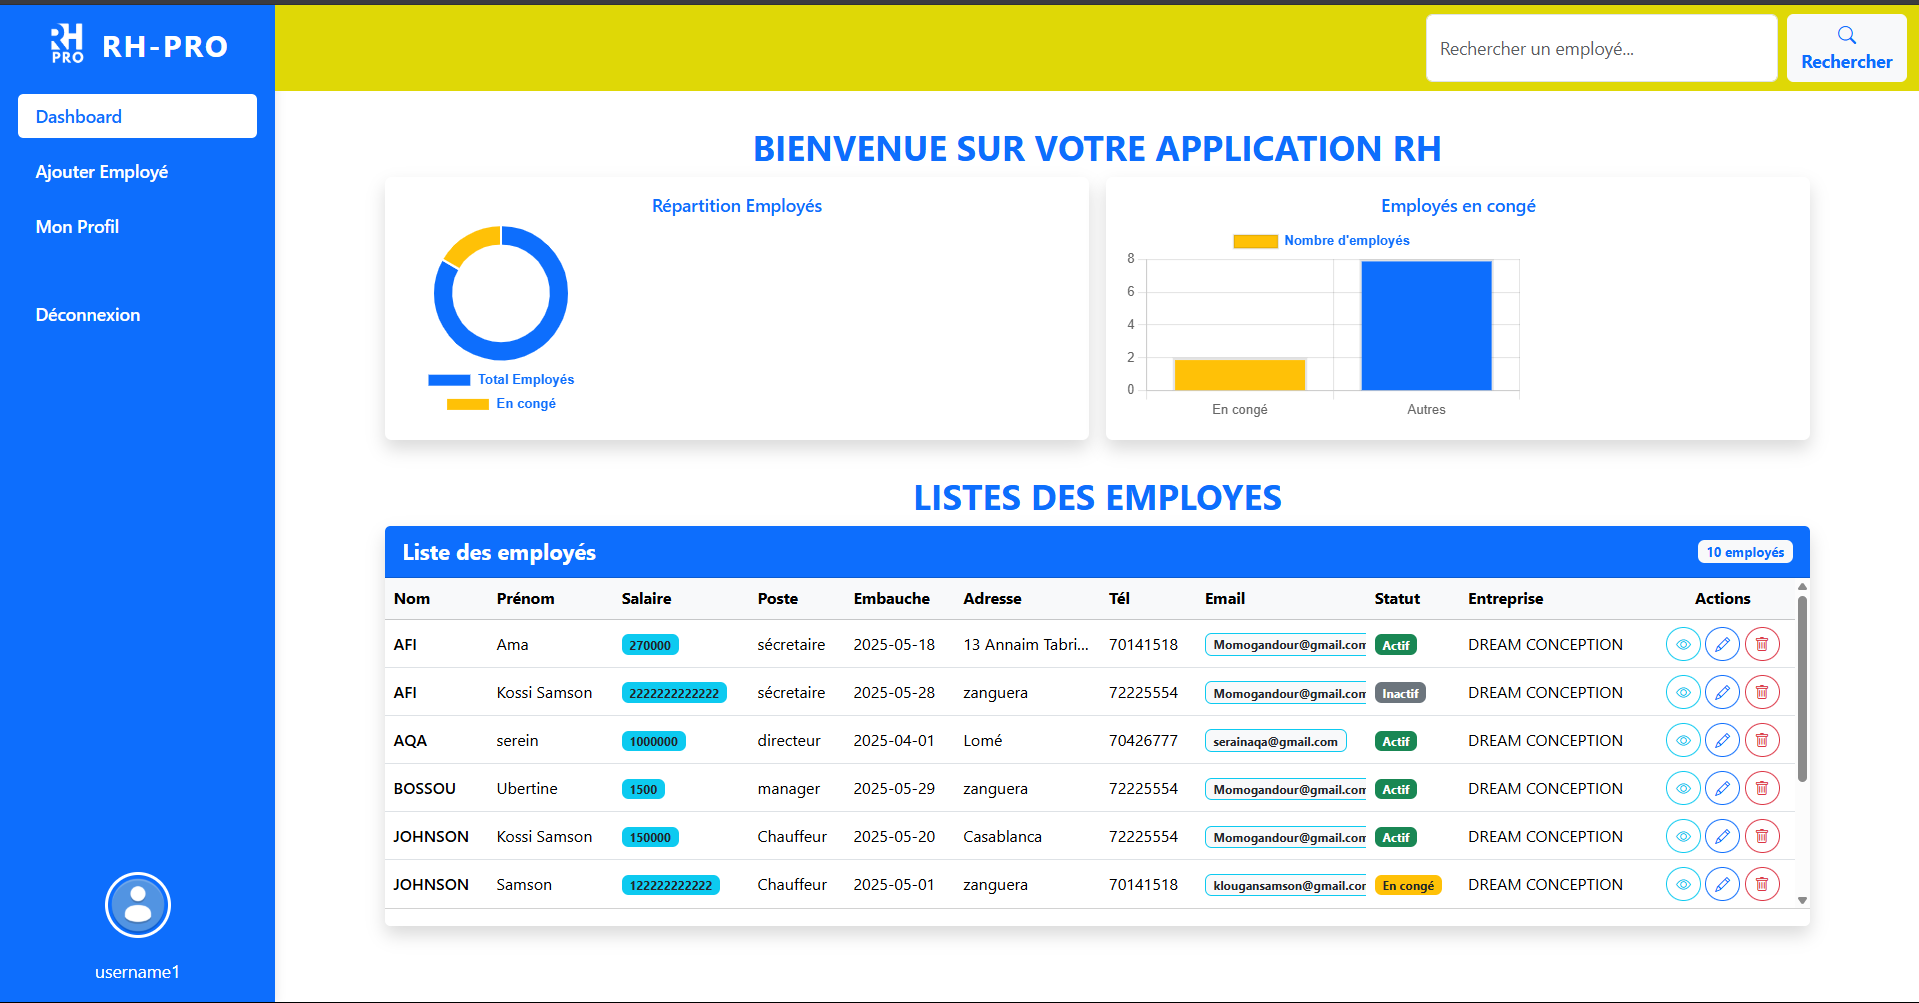 RH
PRO
RH-PRO
Rechercher un employé...
Rechercher
Dashboard
Ajouter Employé
Mon Profil
Déconnexion
username1
BIENVENUE SUR VOTRE APPLICATION RH
Répartition Employés
Total Employés
En congé
Employés en congé
Nombre d'employés
8
6
4
2
0
En congé Autres
LISTES DES EMPLOYES
Liste des employés 10 employés
Nom Prénom Salaire Poste Embauche Adresse Tél Email Statut Entreprise Actions
AFI Ama 270000 sécretaire 2025-05-18 13 Annaim Tabri... 70141518 Momogandour@gmail.com Actif DREAM CONCEPTION
AFI Kossi Samson 2222222222222 sécretaire 2025-05-28 zanguera 72225554 Momogandour@gmail.com Inactif DREAM CONCEPTION
AQA serein 1000000 directeur 2025-04-01 Lomé 70426777 serainaqa@gmail.com Actif DREAM CONCEPTION
BOSSOU Ubertine 1500 manager 2025-05-29 zanguera 72225554 Momogandour@gmail.com Actif DREAM CONCEPTION
JOHNSON Kossi Samson 150000 Chauffeur 2025-05-20 Casablanca 72225554 Momogandour@gmail.com Actif DREAM CONCEPTION
JOHNSON Samson 122222222222 Chauffeur 2025-05-01 zanguera 70141518 klougansamson@gmail.cor En congé DREAM CONCEPTION